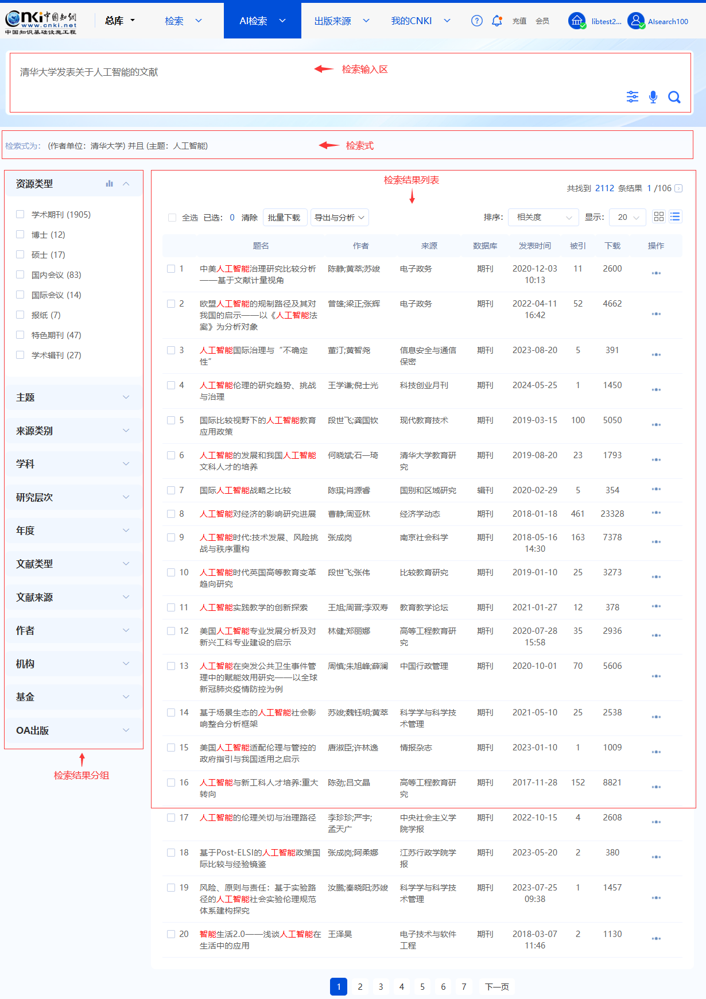 Cnki中国知网
www.cnki.net
中国知识基础设施工程
总库 检索 AI检索 出版来源 我的CNKI ? 充值 会员 libtest2... AIsearch100
清华大学发表关于人工智能的文献
检索输入区
检索式为： (作者单位：清华大学) 并且 (主题：人工智能)
检索式
资源类型
学术期刊 (1905)
博士 (12)
硕士 (17)
国内会议 (83)
国际会议 (14)
报纸 (7)
特色期刊 (47)
学术辑刊 (27)
主题
来源类别
学科
研究层次
年度
文献类型
文献来源
作者
机构
基金
OA出版
检索结果分组
检索结果列表
共找到 2112 条结果 1 /106
全选 已选： 0 清除 批量下载 导出与分析 排序： 相关度 显示： 20
题名 作者 来源 数据库 发表时间 被引 下载 操作
1 中美人工智能治理研究比较分析 陈静;黄萃;苏竣 电子政务 期刊 2020-12-03 11 2600
——基于文献计量视角 10:13
2 欧盟人工智能的规制路径及其对 曾雄;梁正;张辉 电子政务 期刊 2022-04-11 52 4662
我国的启示——以《人工智能法 16:42
案》为分析对象
3 人工智能国际治理与“不确定 董汀;黄智尧 信息安全与通信 期刊 2023-08-20 5 391
性” 保密
4 人工智能伦理的研究趋势、挑战 王学谦;倪士光 科技创业月刊 期刊 2024-05-25 1 1450
与治理
5 国际比较视野下的人工智能教育 段世飞;龚国钦 现代教育技术 期刊 2019-03-15 100 5050
应用政策
6 人工智能的发展和我国人工智能 何晓斌;石一琦 清华大学教育研 期刊 2019-08-20 23 1793
文科人才的培养 究
7 国际人工智能战略之比较 陈琪;肖源睿 国别和区域研究 辑刊 2020-02-29 5 354
8 人工智能对经济的影响研究进展 曹静;周亚林 经济学动态 期刊 2018-01-18 461 23328
9 人工智能时代:技术发展、风险挑 张成岗 南京社会科学 期刊 2018-05-16 163 7378
战与秩序重构 14:30
10 人工智能时代英国高等教育变革 段世飞;张伟 比较教育研究 期刊 2019-01-10 25 3273
趋向研究
11 人工智能实践教学的创新探索 王旭;周晋;李双寿 教育教学论坛 期刊 2021-01-27 12 378
12 美国人工智能专业发展分析及对 林健;郑丽娜 高等工程教育研 期刊 2020-07-28 35 2936
新兴工科专业建设的启示 究 15:58
13 人工智能在突发公共卫生事件管 周慎;朱旭峰;薛澜 中国行政管理 期刊 2020-10-01 70 5606
理中的赋能效用研究——以全球
新冠肺炎疫情防控为例
14 基于场景生态的人工智能社会影 苏竣;魏钰明;黄萃 科学学与科学技 期刊 2021-05-10 25 2538
响整合分析框架 术管理
15 美国人工智能适配伦理与管控的 唐淑臣;许林逸 情报杂志 期刊 2023-01-10 1 1009
政府指引与我国适用之启示
16 人工智能与新工科人才培养:重大 陈劲;吕文晶 高等工程教育研 期刊 2017-11-28 152 8821
转向 究
17 人工智能的伦理关切与治理路径 李珍珍;严宇; 中央社会主义学 期刊 2022-10-15 4 2608
孟天广 院学报
18 基于Post-ELSI的人工智能政策国 张成岗;阿柔娜 江苏行政学院学 期刊 2023-05-20 2 380
际比较与经验镜鉴 报
19 风险、原则与责任：基于实验路 汝鹏;秦晓阳;苏竣 科学学与科学技 期刊 2023-07-25 1 1457
径的人工智能社会实验伦理规范 术管理 09:38
体系建构探究
20 智能生活2.0——浅谈人工智能在 王泽昊 电子技术与软件 期刊 2018-03-07 2 1130
生活中的应用 工程 11:46
1 2 3 4 5 6 7 下一页